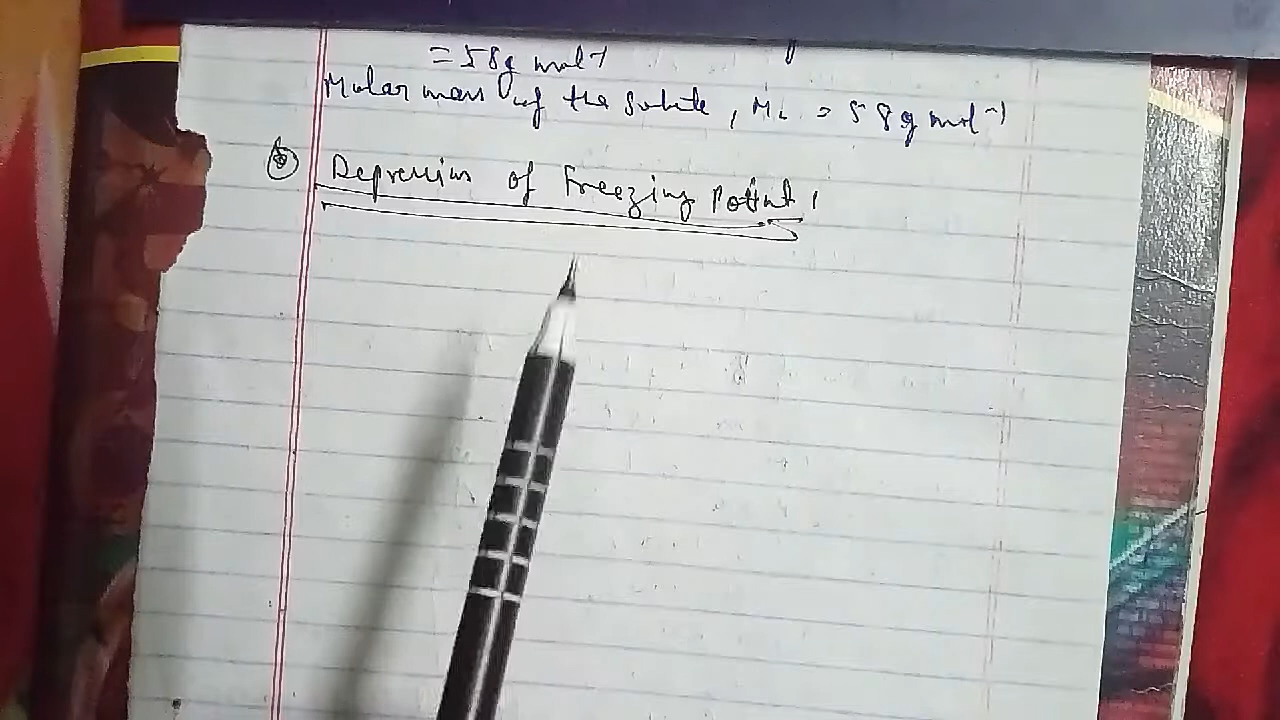 = 58g mol-1
Molar mass of the Solute, M2 = 58g mol-1
Depression of Freezing Point :